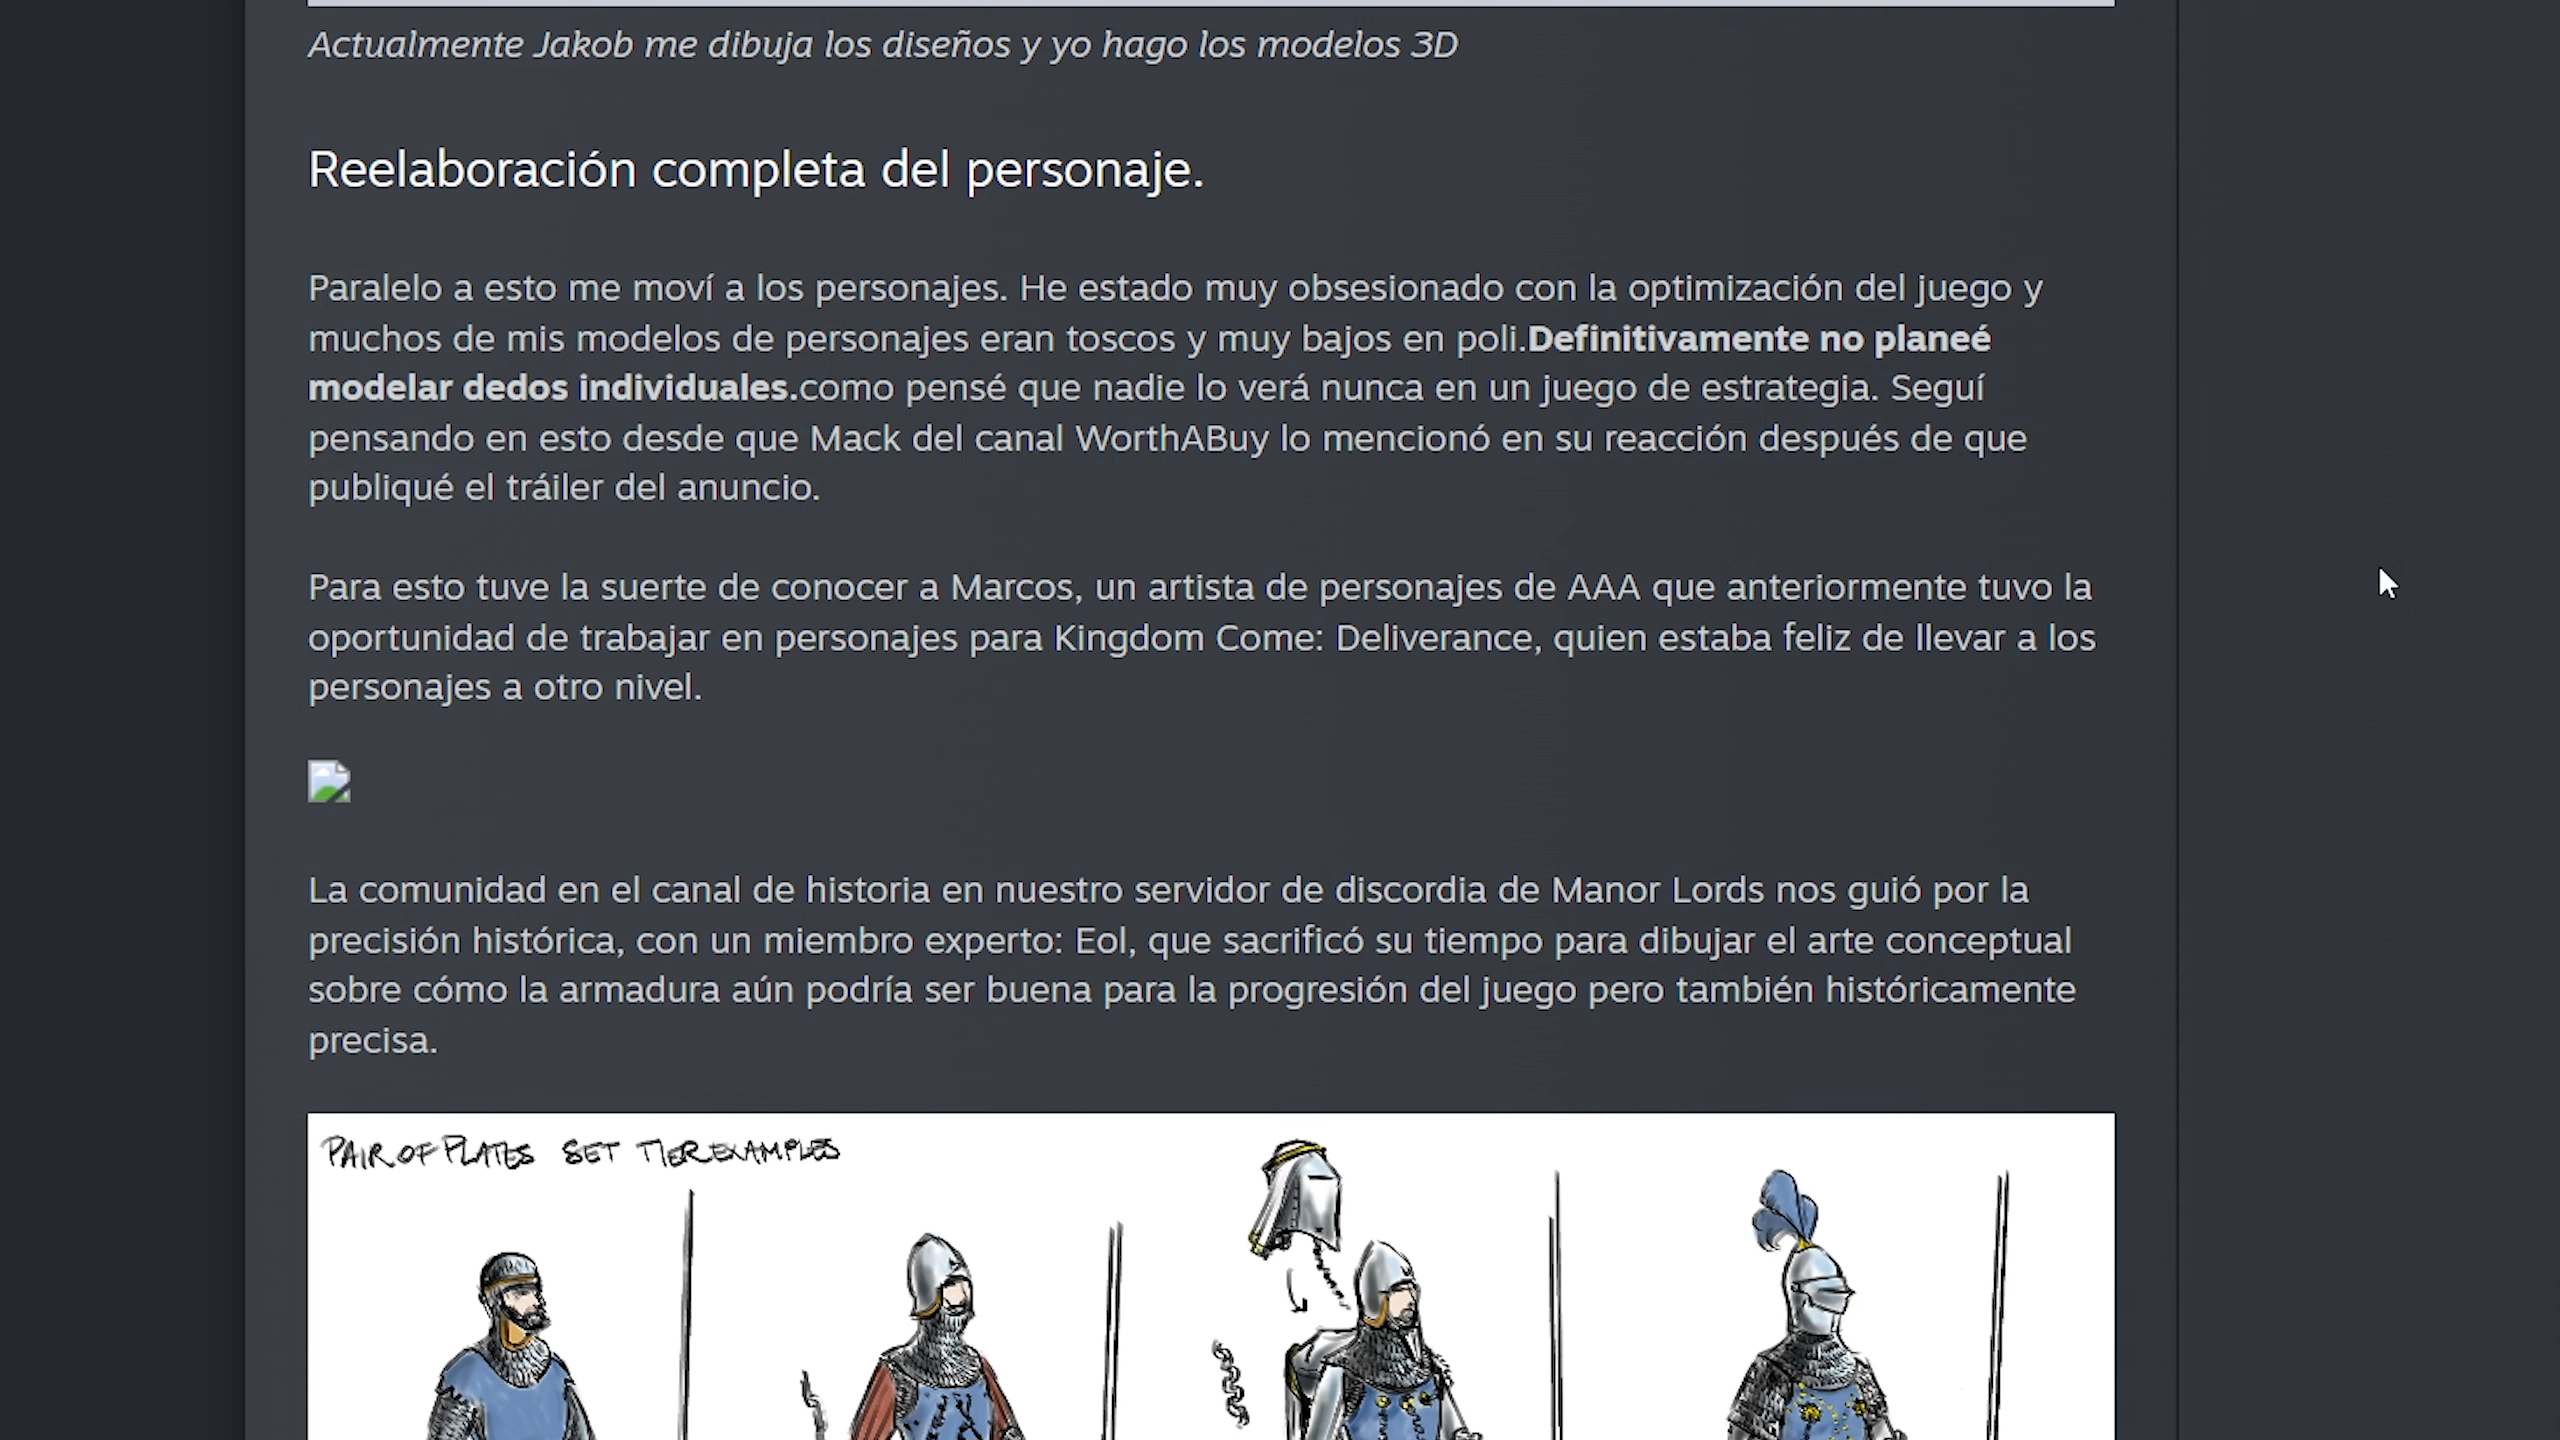 Actualmente Jakob me dibuja los diseños y yo hago los modelos 3D
Reelaboración completa del personaje.
Paralelo a esto me moví a los personajes. He estado muy obsesionado con la optimización del juego y
muchos de mis modelos de personajes eran toscos y muy bajos en poli.Definitivamente no planeé
modelar dedos individuales.como pensé que nadie lo verá nunca en un juego de estrategia. Seguí
pensando en esto desde que Mack del canal WorthABuy lo mencionó en su reacción después de que
publiqué el tráiler del anuncio.
Para esto tuve la suerte de conocer a Marcos, un artista de personajes de AAA que anteriormente tuvo la
oportunidad de trabajar en personajes para Kingdom Come: Deliverance, quien estaba feliz de llevar a los
personajes a otro nivel.
La comunidad en el canal de historia en nuestro servidor de discordia de Manor Lords nos guió por la
precisión histórica, con un miembro experto: Eol, que sacrificó su tiempo para dibujar el arte conceptual
sobre cómo la armadura aún podría ser buena para la progresión del juego pero también históricamente
precisa.
PAIR OF PLATES SET TIER EXAMPLES